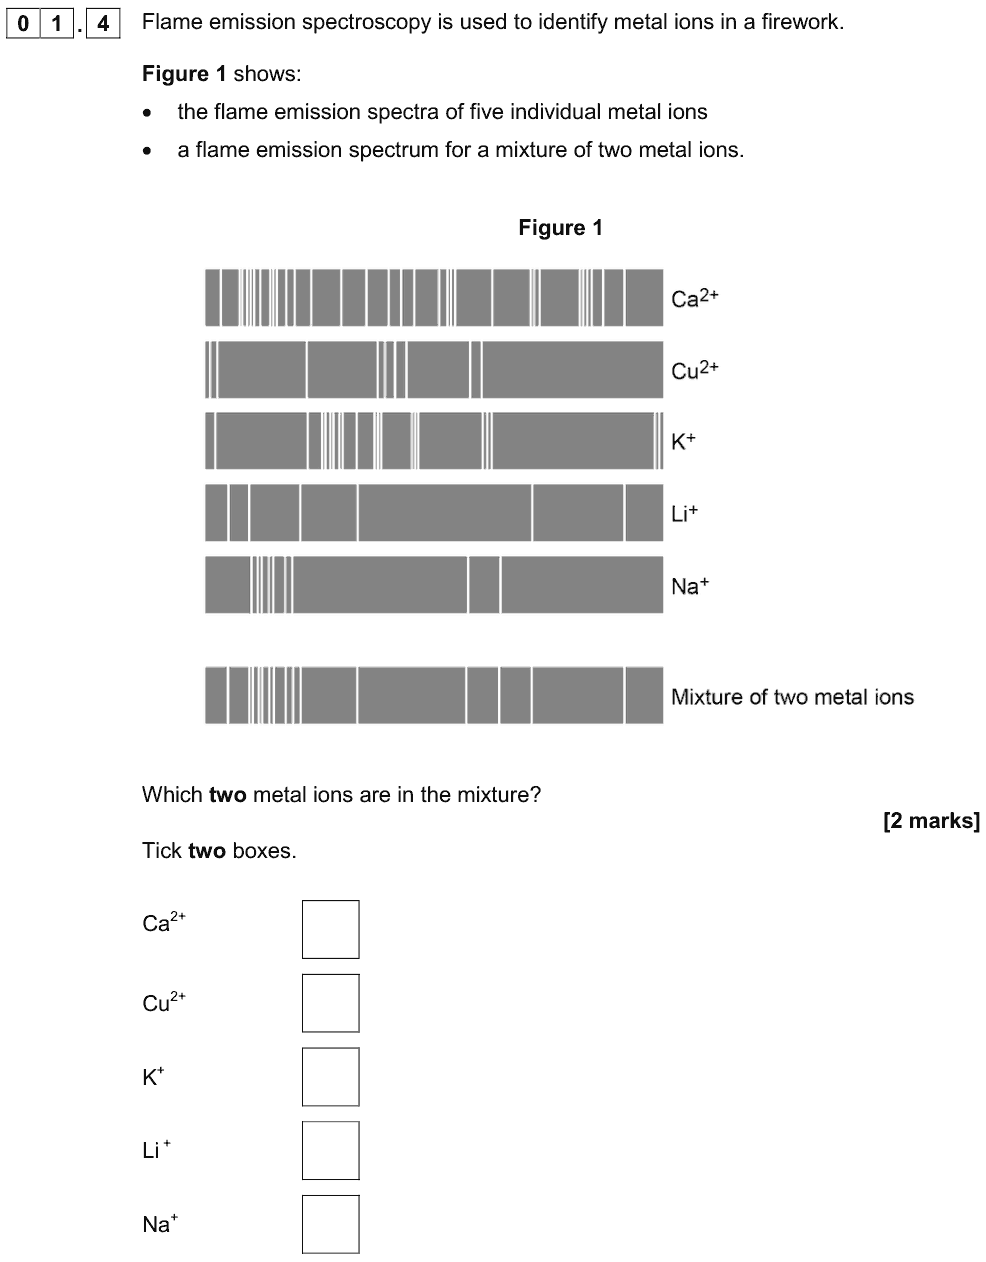 0 1 . 4 Flame emission spectroscopy is used to identify metal ions in a firework.
Figure 1 shows:
• the flame emission spectra of five individual metal ions
• a flame emission spectrum for a mixture of two metal ions.
Figure 1
Ca2+
Cu2+
K+
Li+
Na+
Mixture of two metal ions
Which two metal ions are in the mixture?
[2 marks]
Tick two boxes.
Ca2+
Cu2+
K+
Li +
Na+